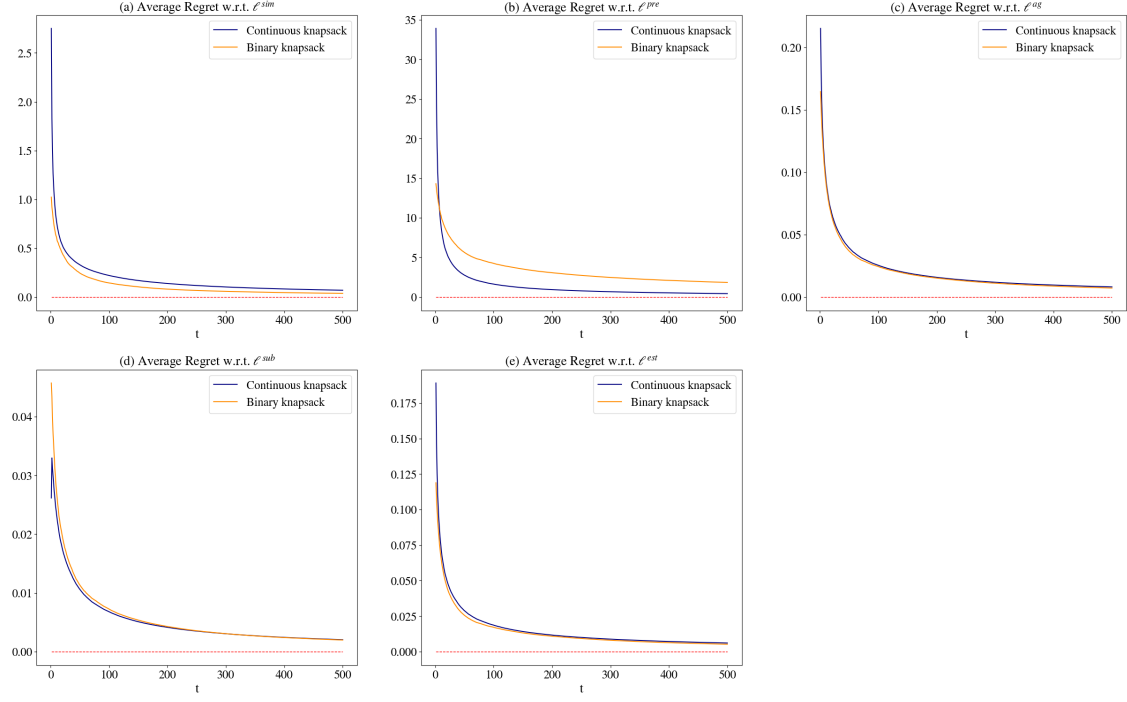 (a) Average Regret w.r.t. ℓ^sim
Continuous knapsack
Binary knapsack
2.5
2.0
1.5
1.0
0.5
0.0
0 100 200 300 400 500
t
(b) Average Regret w.r.t. ℓ^pre
Continuous knapsack
Binary knapsack
35
30
25
20
15
10
5
0
0 100 200 300 400 500
t
(c) Average Regret w.r.t. ℓ^ag
Continuous knapsack
Binary knapsack
0.20
0.15
0.10
0.05
0.00
0 100 200 300 400 500
t
(d) Average Regret w.r.t. ℓ^sub
Continuous knapsack
Binary knapsack
0.04
0.03
0.02
0.01
0.00
0 100 200 300 400 500
t
(e) Average Regret w.r.t. ℓ^est
Continuous knapsack
Binary knapsack
0.175
0.150
0.125
0.100
0.075
0.050
0.025
0.000
0 100 200 300 400 500
t